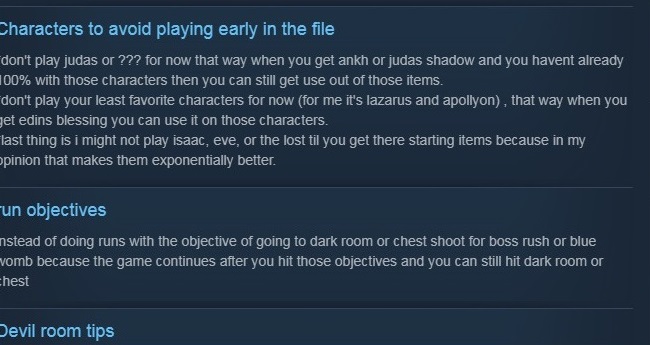 Characters to avoid playing early in the file
*don't play judas or ??? for now that way when you get ankh or judas shadow and you havent already
100% with those characters then you can still get use out of those items.
*don't play your least favorite characters for now (for me it's lazarus and apollyon) , that way when you
get edins blessing you can use it on those characters.
*last thing is i might not play isaac, eve, or the lost til you get there starting items because in my
opinion that makes them exponentially better.
run objectives
instead of doing runs with the objective of going to dark room or chest shoot for boss rush or blue
womb because the game continues after you hit those objectives and you can still hit dark room or
chest
Devil room tips